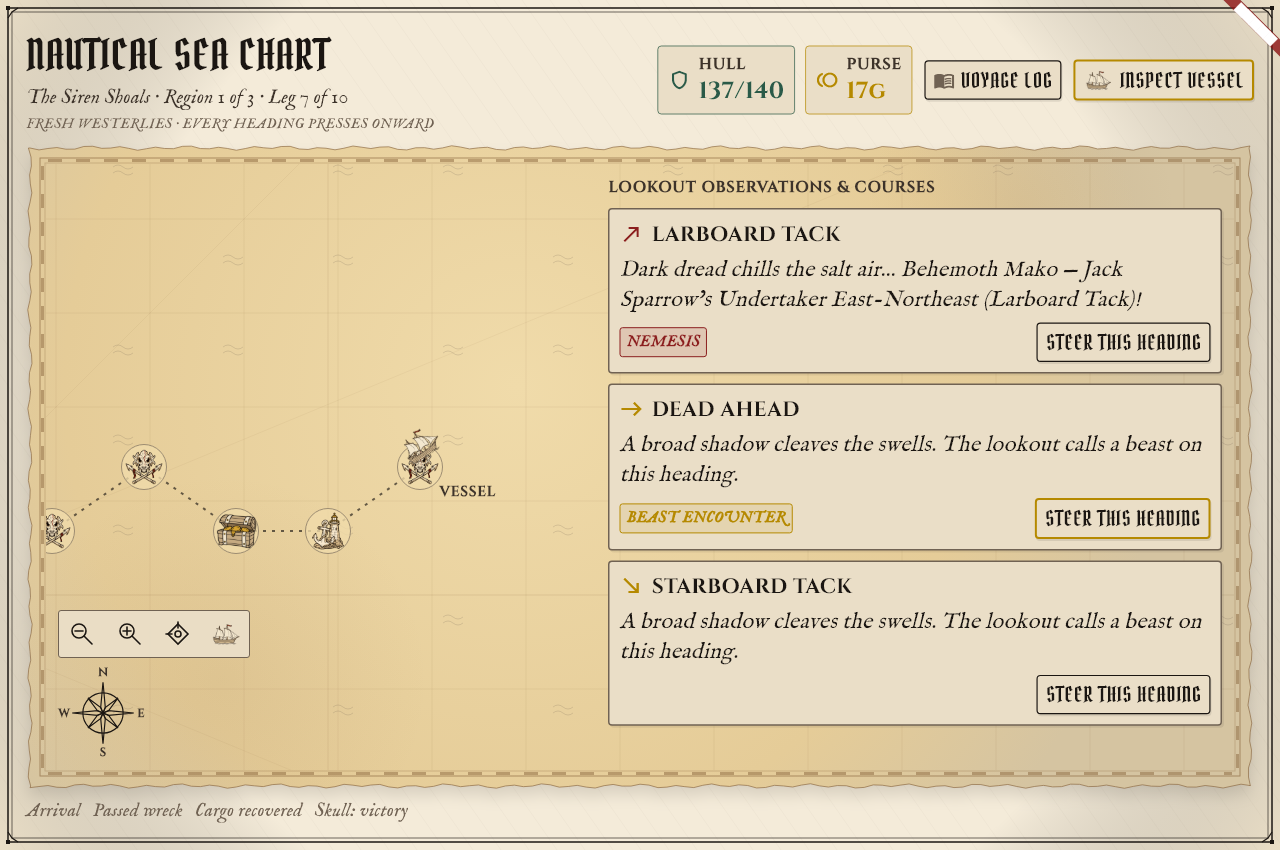 NAUTICAL SEA CHART
The Siren Shoals · Region 1 of 3 · Leg 7 of 10
FRESH WESTERLIES · EVERY HEADING PRESSES ONWARD
HULL
137/140
PURSE
17G
VOYAGE LOG
INSPECT VESSEL
LOOKOUT OBSERVATIONS & COURSES
LARBOARD TACK
Dark dread chills the salt air... Behemoth Mako – Jack
Sparrow's Undertaker East-Northeast (Larboard Tack)!
NEMESIS
STEER THIS HEADING
DEAD AHEAD
A broad shadow cleaves the swells. The lookout calls a beast on
this heading.
BEAST ENCOUNTER
STEER THIS HEADING
STARBOARD TACK
A broad shadow cleaves the swells. The lookout calls a beast on
this heading.
STEER THIS HEADING
VESSEL
N
W E
S
Arrival Passed wreck Cargo recovered Skull: victory